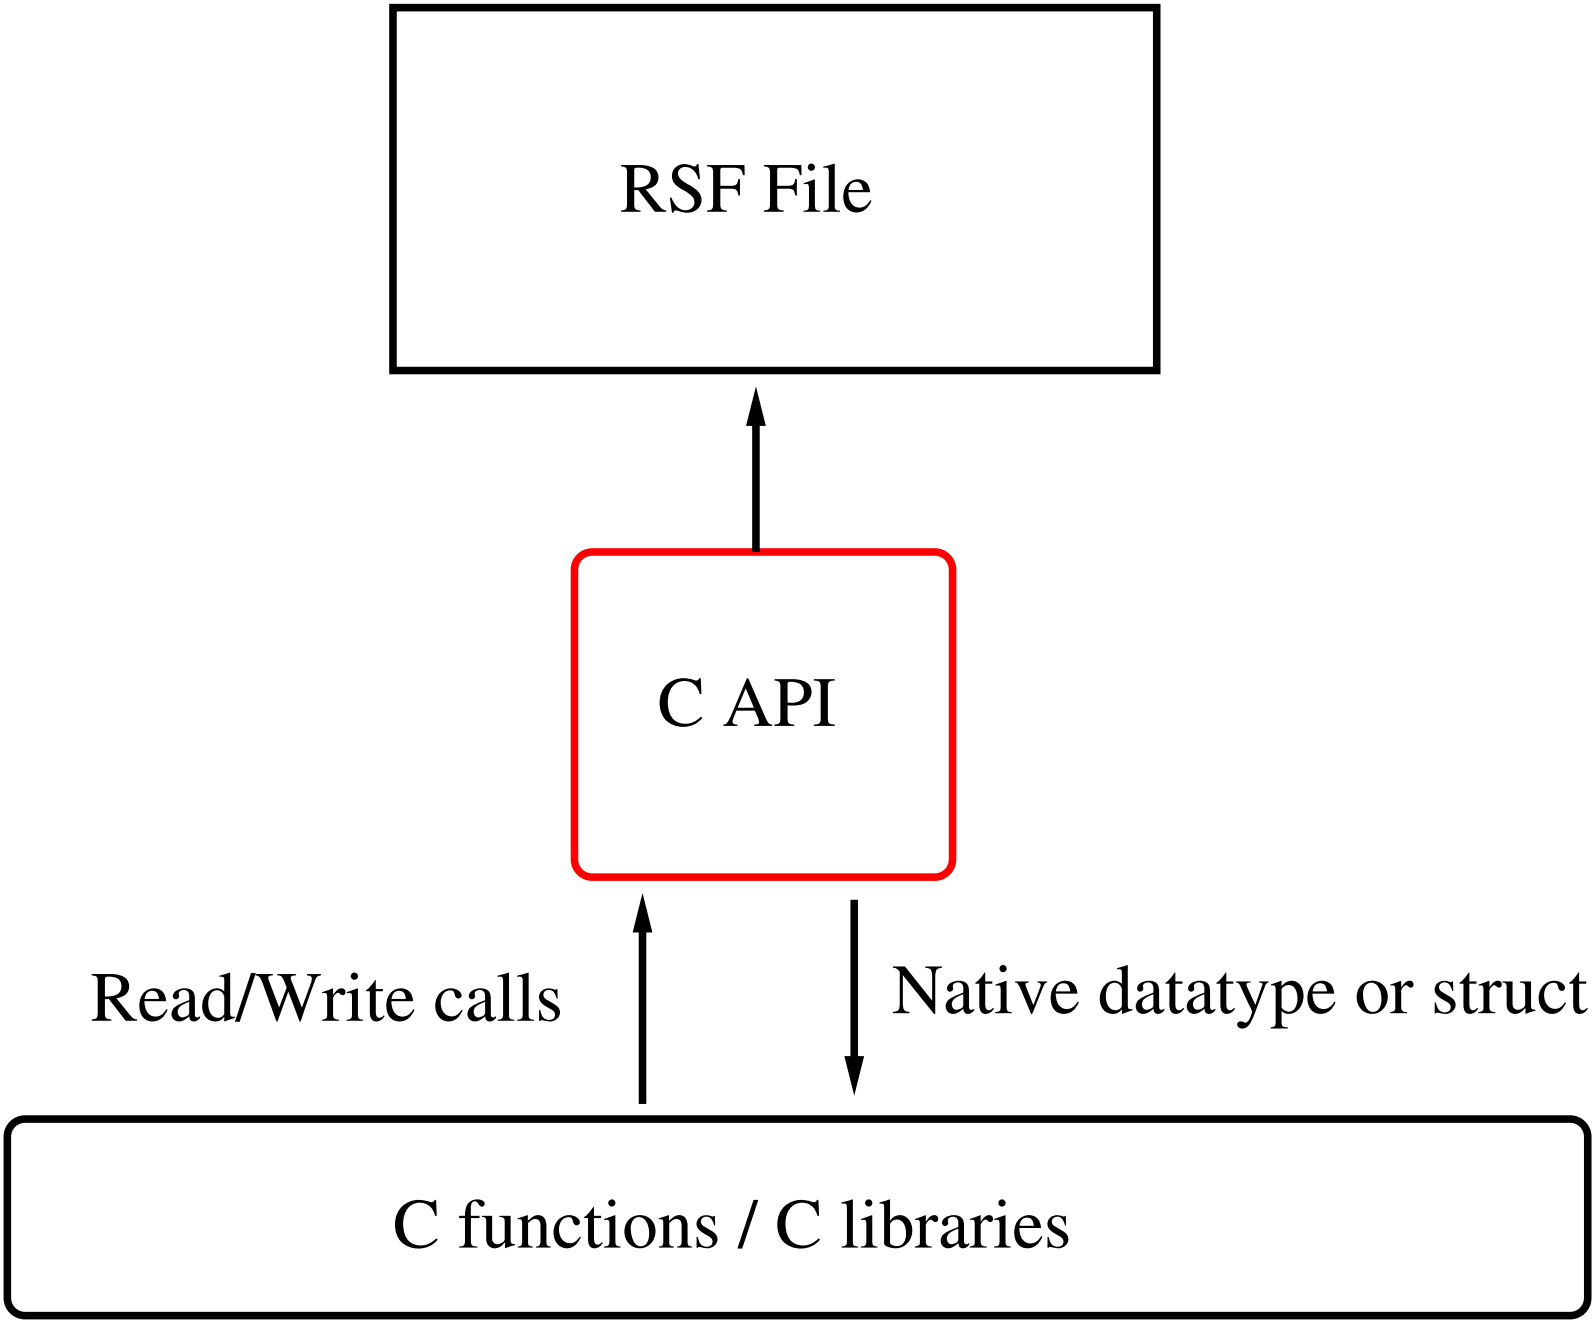 RSF File
C API
Read/Write calls
Native datatype or struct
C functions / C libraries